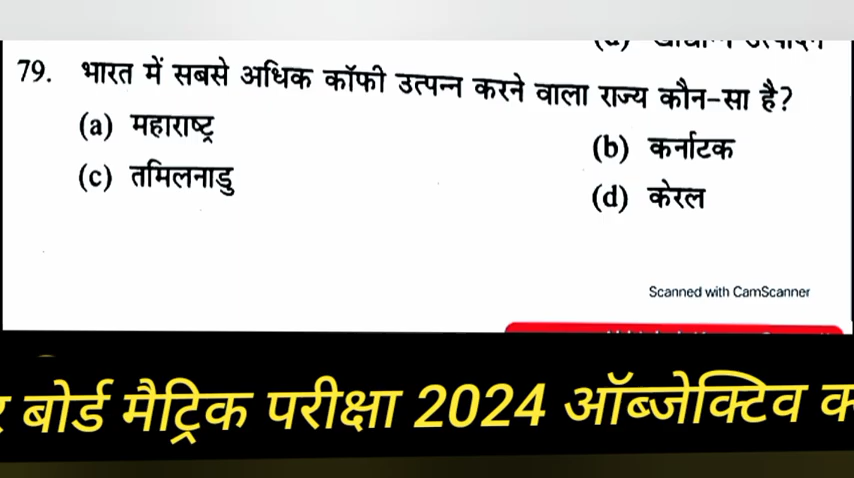 79. भारत में सबसे अधिक कॉफी उत्पन्न करने वाला राज्य कौन-सा है?
(a) महाराष्ट्र
(b) कर्नाटक
(c) तमिलनाडु
(d) केरल
Scanned with CamScanner
बोर्ड मैट्रिक परीक्षा 2024 ऑब्जेक्टिव